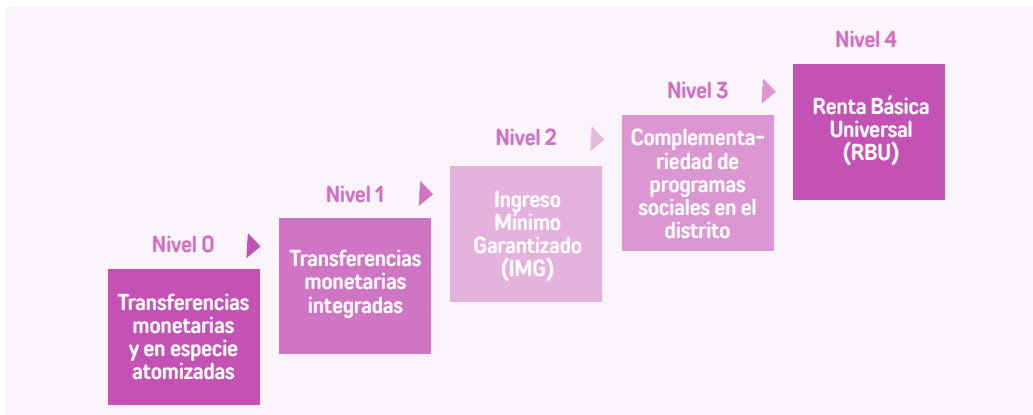 Nivel 0
Transferencias
monetarias
y en especie
atomizadas
Nivel 1
Transferencias
monetarias
integradas
Nivel 2
Ingreso
Mínimo
Garantizado
(IMG)
Nivel 3
Complementa-
riedad de
programas
sociales en el
distrito
Nivel 4
Renta Básica
Universal
(RBU)